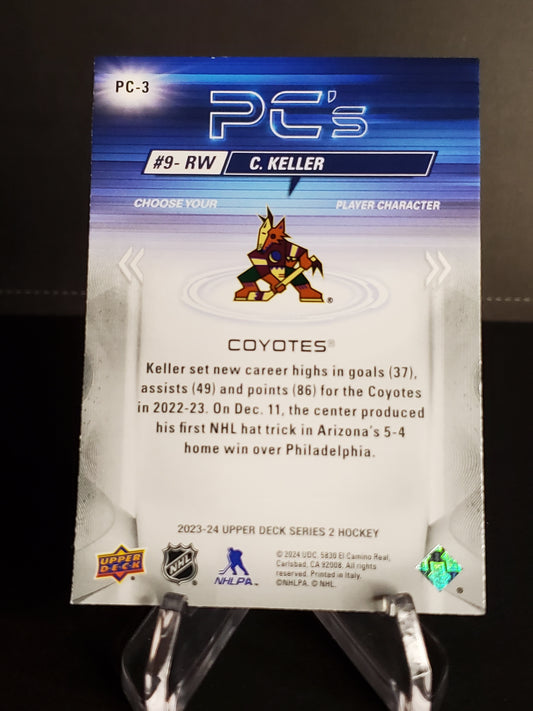 PC-3
PC's
#9- RW C. KELLER
CHOOSE YOUR PLAYER CHARACTER
®
COYOTES®
Keller set new career highs in goals (37),
assists (49) and points (86) for the Coyotes
in 2022-23. On Dec. 11, the center produced
his first NHL hat trick in Arizona's 5-4
home win over Philadelphia.
2023-24 UPPER DECK SERIES 2 HOCKEY
UPPER
DECK
®
NHL
NHLPA™
© 2024 UDC, 5830 El Camino Real,
Carlsbad, CA 92008. All rights
reserved. Printed in Italy.
©NHLPA. © NHL.
®